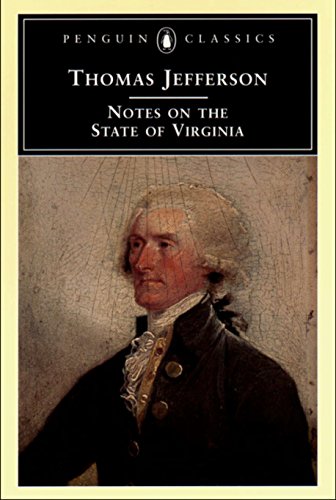 PENGUIN CLASSICS
THOMAS JEFFERSON
NOTES ON THE
STATE OF VIRGINIA